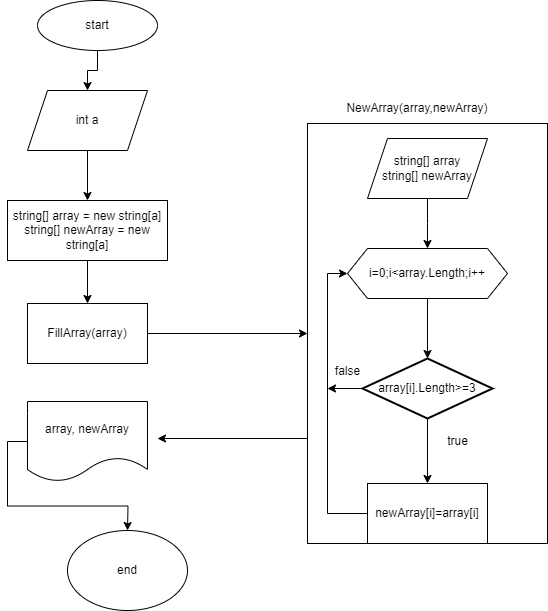 start
int a
string[] array = new string[a]
string[] newArray = new
string[a]
FillArray(array)
NewArray(array,newArray)
string[] array
string[] newArray
i=0;i<array.Length;i++
array[i].Length>=3
false
true
newArray[i]=array[i]
array, newArray
end